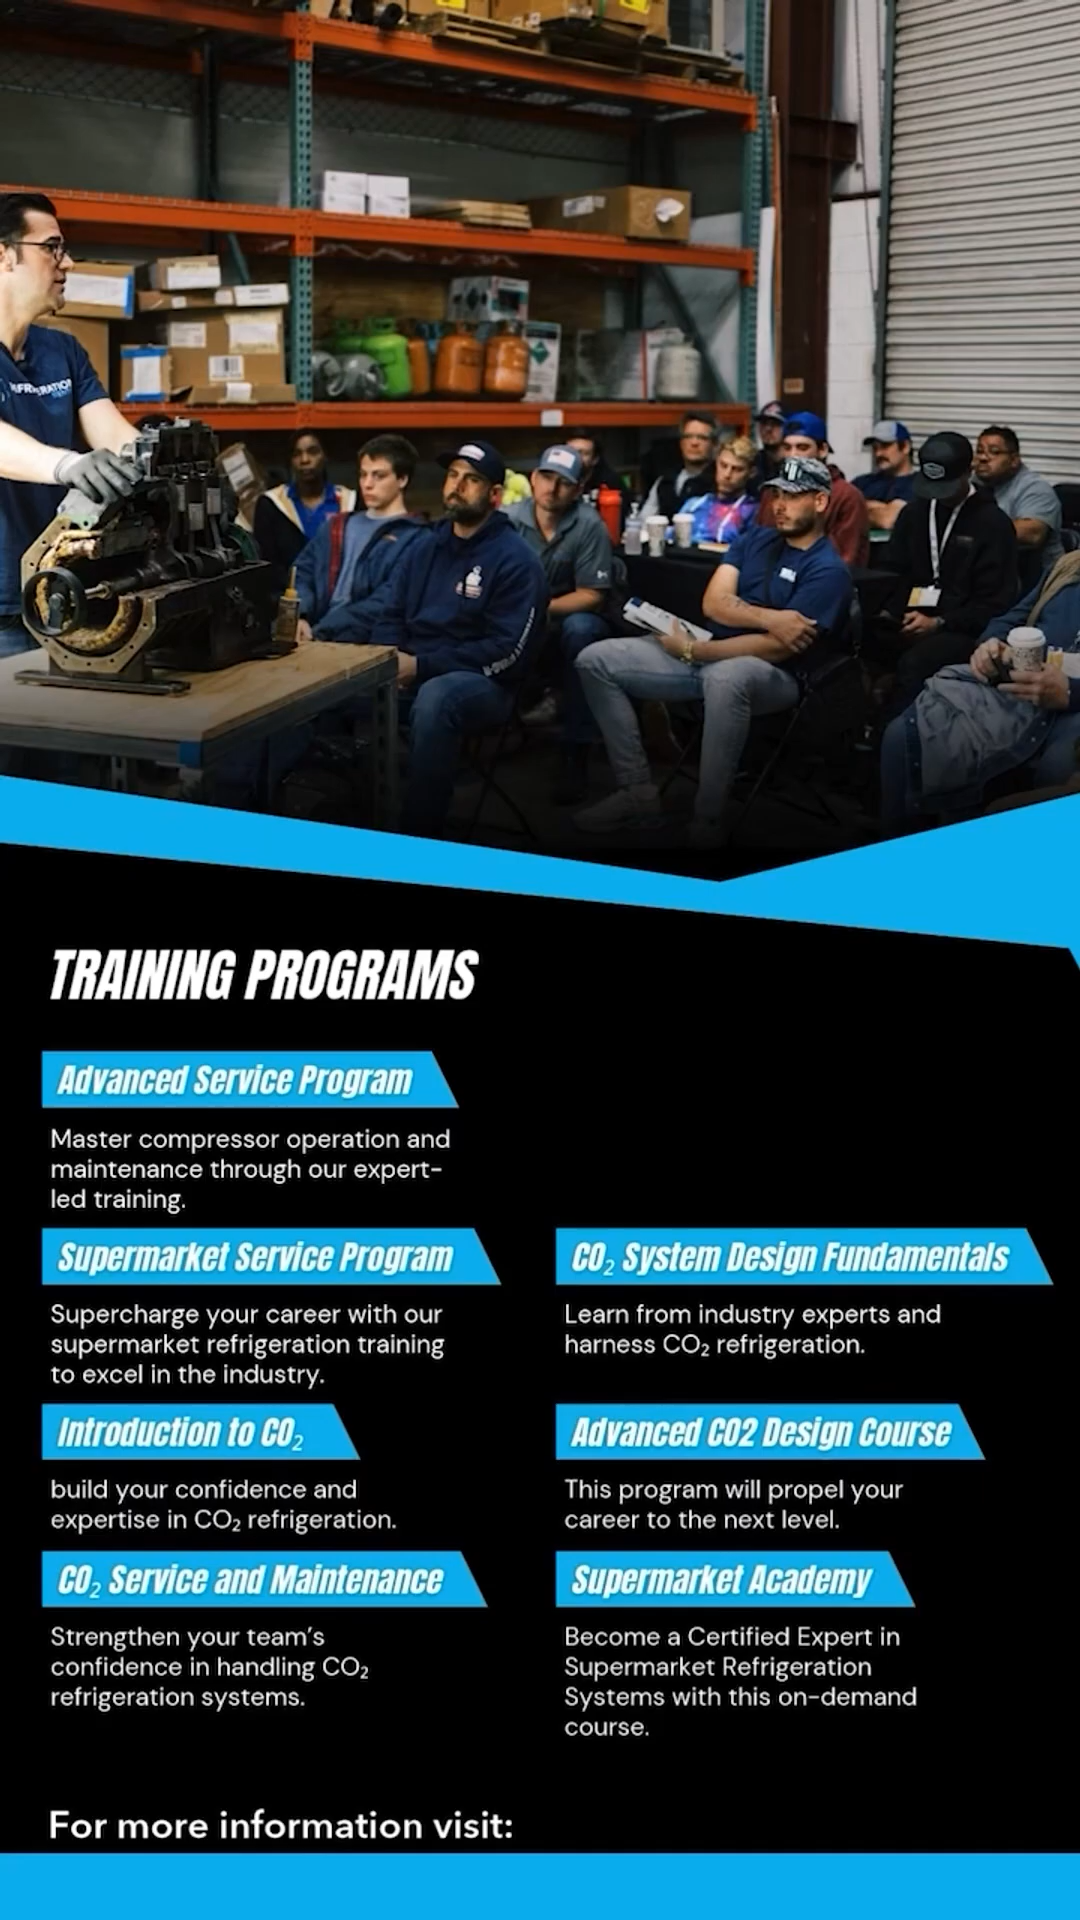 TRAINING PROGRAMS
Advanced Service Program
Master compressor operation and
maintenance through our expert-
led training.
Supermarket Service Program
Supercharge your career with our
supermarket refrigeration training
to excel in the industry.
Introduction to CO₂
build your confidence and
expertise in CO₂ refrigeration.
CO₂ Service and Maintenance
Strengthen your team's
confidence in handling CO₂
refrigeration systems.
CO₂ System Design Fundamentals
Learn from industry experts and
harness CO₂ refrigeration.
Advanced CO2 Design Course
This program will propel your
career to the next level.
Supermarket Academy
Become a Certified Expert in
Supermarket Refrigeration
Systems with this on-demand
course.
For more information visit: